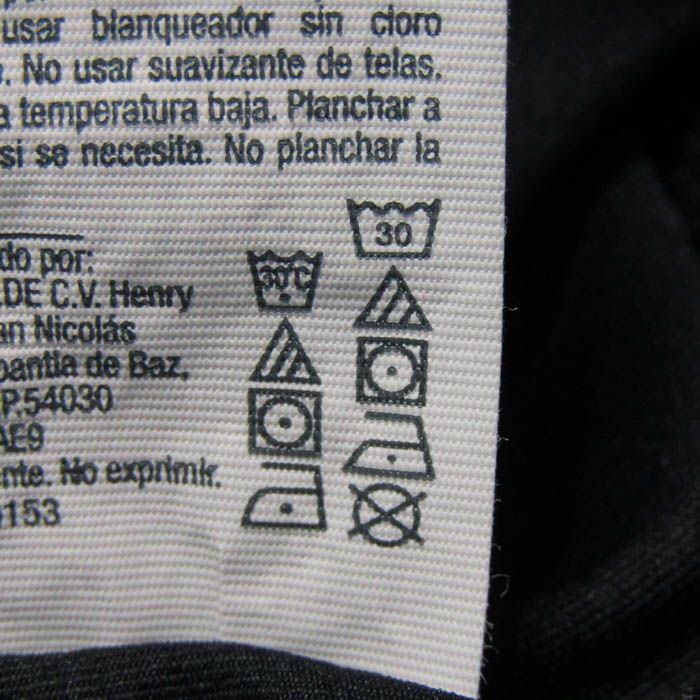 usar blanqueador sin cloro
. No usar suavizante de telas.
a temperatura baja. Planchar a
si se necesita. No planchar la
do por:
.DE C.V. Henry
an Nicolás
pantla de Baz,
P.54030
AE9
nte. No exprimir.
0153
30
30°C